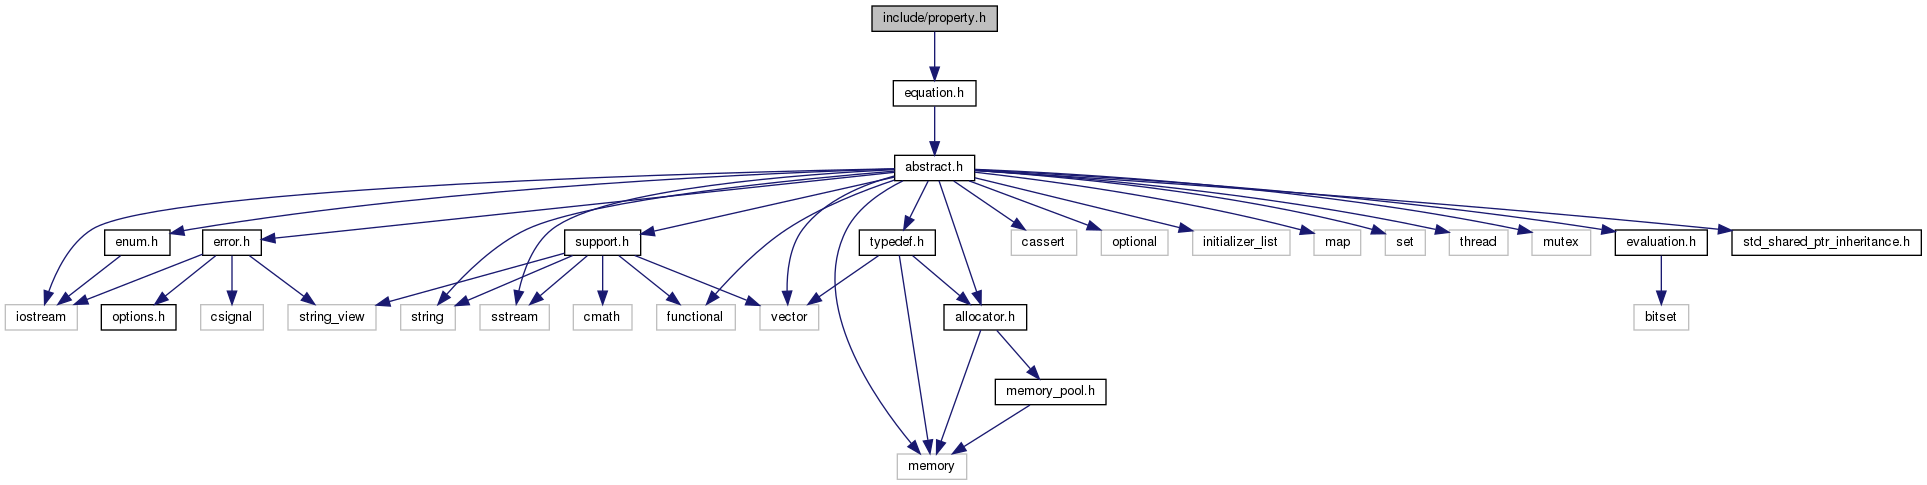 include/property.h
equation.h
abstract.h
enum.h
error.h
support.h
typedef.h
cassert
optional
initializer_list
map
set
thread
mutex
evaluation.h
std_shared_ptr_inheritance.h
iostream
options.h
csignal
string_view
string
sstream
cmath
functional
vector
allocator.h
bitset
memory_pool.h
memory